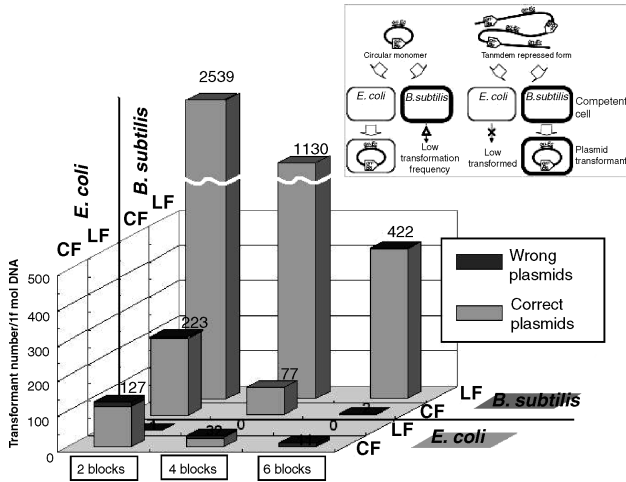 Circular monomer
Tanmdem repressed form
E. coli
B.subtilis
E. coli
B.subtilis
Competent
cell
Low
transformation
frequency
Low
transformed
Plasmid
transformant
2539
1130
422
223
77
127
0
0
E. coli
B. subtilis
CF
LF
CF
LF
500
400
300
200
100
0
Transformant number/1f mol DNA
Wrong
plasmids
Correct
plasmids
LF
B. subtilis
CF
LF
E. coli
CF
2 blocks
4 blocks
6 blocks